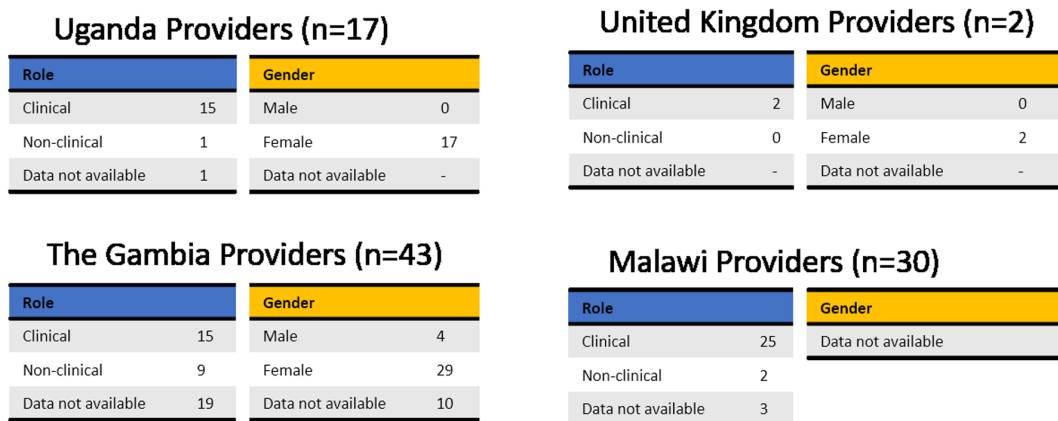 Uganda Providers (n=17)
Role Gender
Clinical 15 Male 0
Non-clinical 1 Female 17
Data not available 1 Data not available -
United Kingdom Providers (n=2)
Role Gender
Clinical 2 Male 0
Non-clinical 0 Female 2
Data not available - Data not available -
The Gambia Providers (n=43)
Role Gender
Clinical 15 Male 4
Non-clinical 9 Female 29
Data not available 19 Data not available 10
Malawi Providers (n=30)
Role Gender
Clinical 25 Data not available
Non-clinical 2
Data not available 3